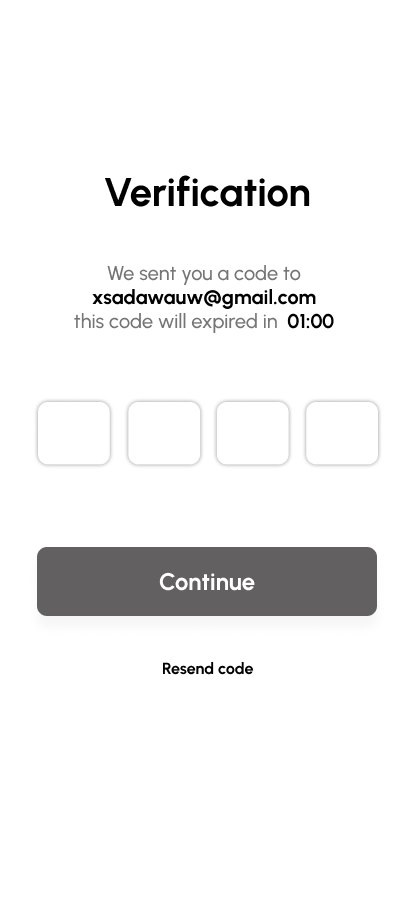 Verification
We sent you a code to
xsadawauw@gmail.com
this code will expired in 01:00
Continue
Resend code